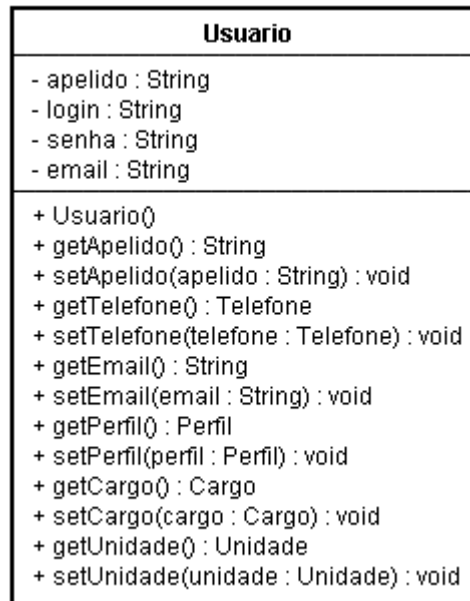 Usuario
- apelido : String
- login : String
- senha : String
- email : String
+ Usuario()
+ getApelido() : String
+ setApelido(apelido : String) : void
+ getTelefone() : Telefone
+ setTelefone(telefone : Telefone) : void
+ getEmail() : String
+ setEmail(email : String) : void
+ getPerfil() : Perfil
+ setPerfil(perfil : Perfil) : void
+ getCargo() : Cargo
+ setCargo(cargo : Cargo) : void
+ getUnidade() : Unidade
+ setUnidade(unidade : Unidade) : void